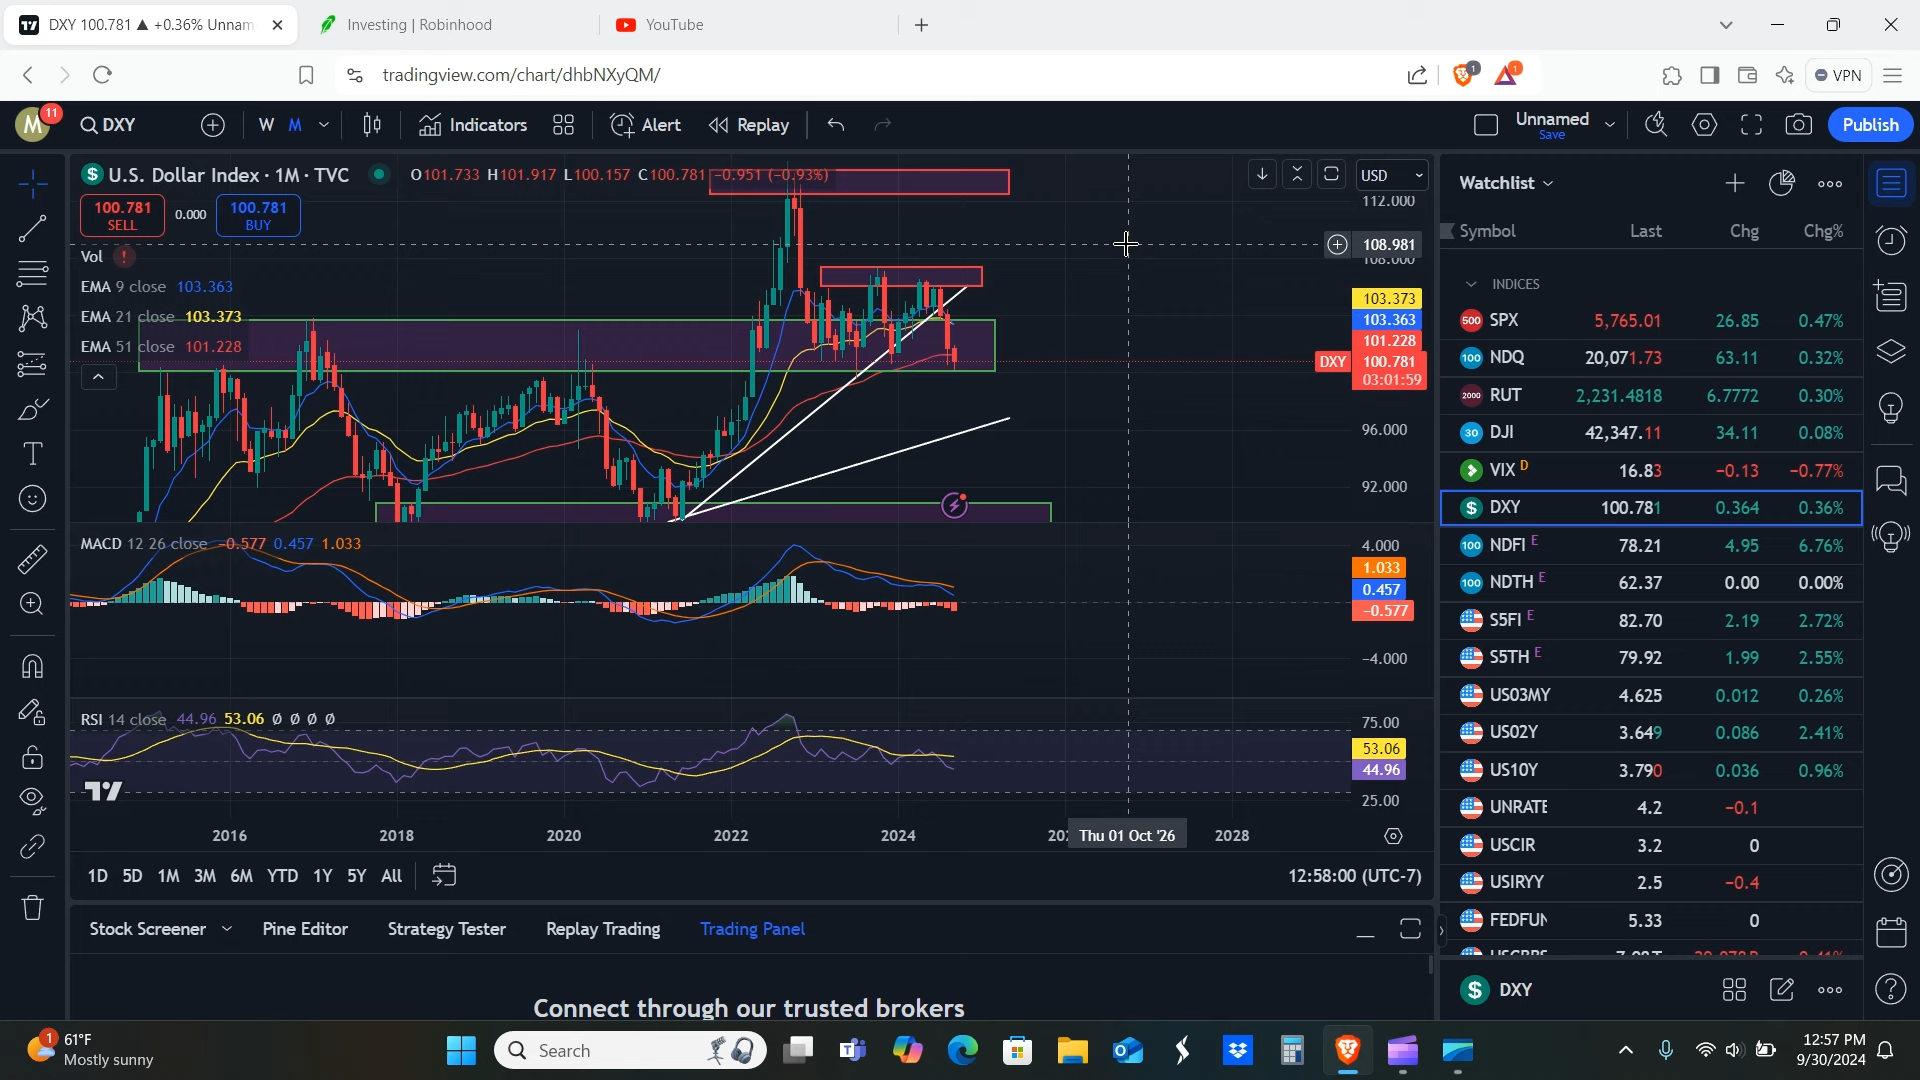 DXY 100.781 ▲ +0.36% Unnam
Investing | Robinhood
YouTube
tradingview.com/chart/dhbNXyQM/
1
1
VPN
M
11
DXY
W M
Indicators
Alert
Replay
Unnamed
Save
Publish
$ U.S. Dollar Index · 1M · TVC
O101.733 H101.917 L100.157 C100.781 −0.951 (−0.93%)
USD
100.781
SELL
0.000
100.781
BUY
Vol
EMA 9 close 103.363
EMA 21 close 103.373
EMA 51 close 101.228
112.000
108.981
108.000
103.373
103.363
101.228
DXY 100.781
03:01:59
96.000
92.000
MACD 12 26 close −0.577 0.457 1.033
4.000
1.033
0.457
−0.577
−4.000
RSI 14 close 44.96 53.06 Ø Ø Ø Ø
75.00
53.06
44.96
25.00
2016 2018 2020 2022 2024 Thu 01 Oct '26 2028
1D 5D 1M 3M 6M YTD 1Y 5Y All
12:58:00 (UTC-7)
Stock Screener
Pine Editor
Strategy Tester
Replay Trading
Trading Panel
Connect through our trusted brokers
Watchlist
Symbol Last Chg Chg%
INDICES
500 SPX 5,765.01 26.85 0.47%
100 NDQ 20,071.73 63.11 0.32%
2000 RUT 2,231.4818 6.7772 0.30%
30 DJI 42,347.11 34.11 0.08%
VIX D 16.83 −0.13 −0.77%
$ DXY 100.781 0.364 0.36%
100 NDFI E 78.21 4.95 6.76%
100 NDTH E 62.37 0.00 0.00%
S5FI E 82.70 2.19 2.72%
S5TH E 79.92 1.99 2.55%
US03MY 4.625 0.012 0.26%
US02Y 3.649 0.086 2.41%
US10Y 3.790 0.036 0.96%
UNRATE 4.2 −0.1
USCIR 3.2 0
USIRYY 2.5 −0.4
FEDFUN 5.33 0
$ DXY
1
61°F
Mostly sunny
Search
12:57 PM
9/30/2024